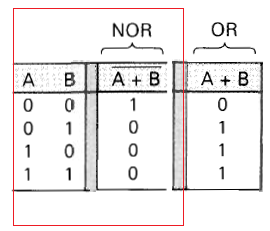 NOR OR
A B A̅ ̅+̅ ̅B̅ A + B
0 0 1 0
0 1 0 1
1 0 0 1
1 1 0 1